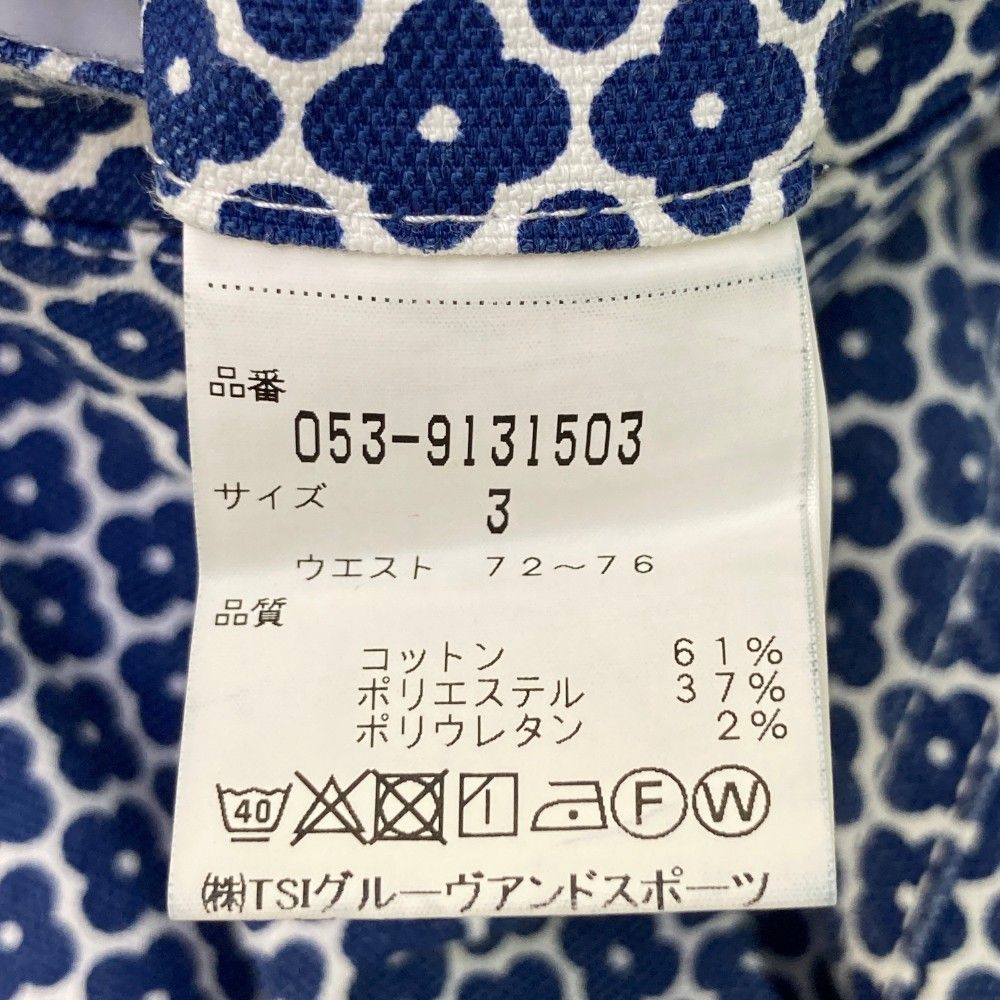 品番
053-9131503
サイズ 3
ウエスト 72～76
品質
コットン 61%
ポリエステル 37%
ポリウレタン 2%
40 F W
㈱TSIグルーヴアンドスポーツ